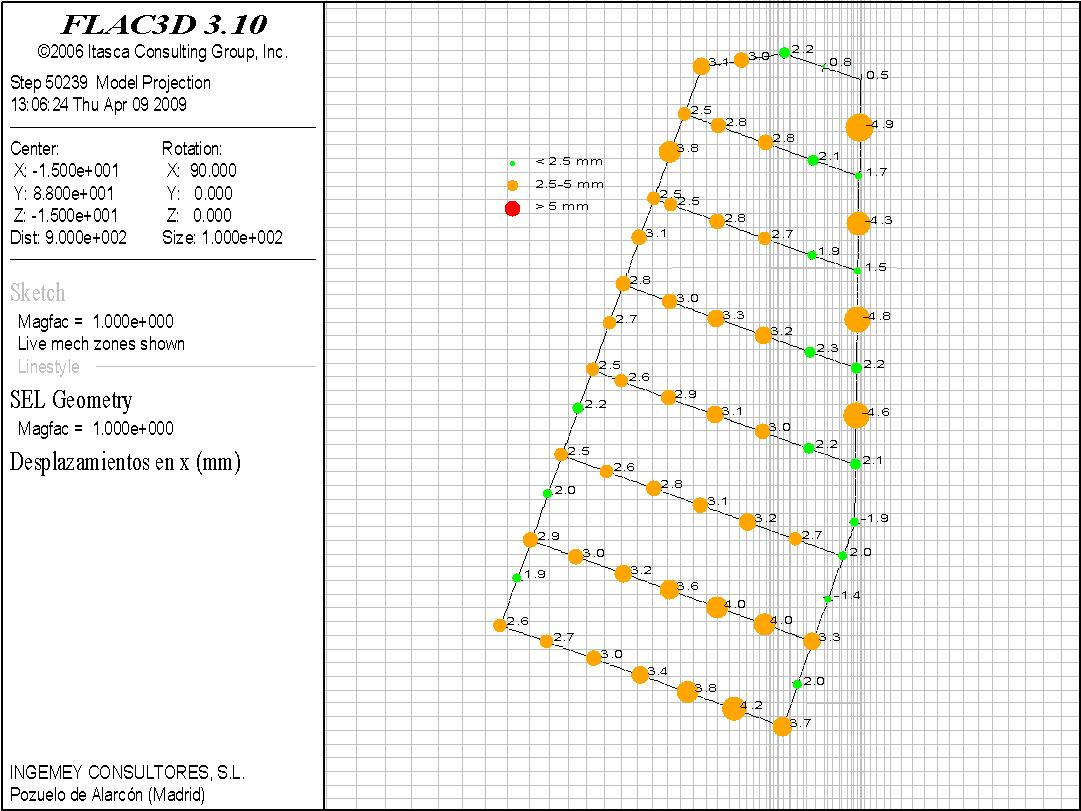 FLAC3D 3.10
©2006 Itasca Consulting Group, Inc.
Step 50239 Model Projection
13:06:24 Thu Apr 09 2009
Center: Rotation:
X: -1.500e+001 X: 90.000
Y: 8.800e+001 Y: 0.000
Z: -1.500e+001 Z: 0.000
Dist: 9.000e+002 Size: 1.000e+002
Sketch
Magfac = 1.000e+000
Live mech zones shown
Linestyle
SEL Geometry
Magfac = 1.000e+000
Desplazamientos en x (mm)
INGEMEY CONSULTORES, S.L.
Pozuelo de Alarcón (Madrid)
< 2.5 mm
2.5-5 mm
> 5 mm
3.1 3.0 2.2 0.8 0.5
-4.9
2.5 2.8 2.8 2.1 1.7
3.8
-4.3
2.5 2.5 2.8 2.7 1.9 1.5
3.1
-4.8
2.8 3.0 3.3 3.2 2.3 2.2
2.7
-4.6
2.5 2.6 2.9 3.1 3.0 2.2 2.1
2.2
-1.9
2.5 2.6 2.8 3.1 3.2 2.7 2.0
2.0
-1.4
2.9 3.0 3.2 3.6 4.0 4.0 3.3
1.9
2.0
2.6 2.7 3.0 3.4 3.8 4.2 3.7